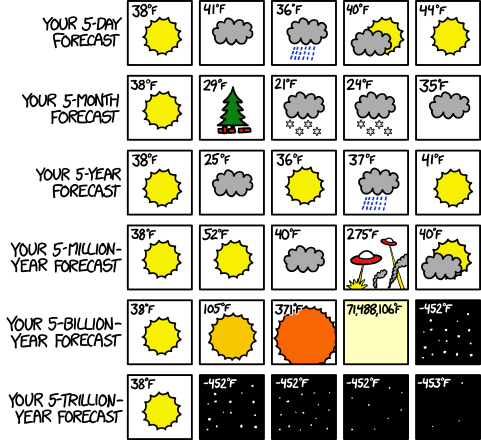 YOUR 5-DAY
FORECAST
38°F
41°F
36°F
40°F
44°F
YOUR 5-MONTH
FORECAST
38°F
29°F
21°F
24°F
35°F
YOUR 5-YEAR
FORECAST
38°F
25°F
36°F
37°F
41°F
YOUR 5-MILLION-
YEAR FORECAST
38°F
52°F
40°F
275°F
40°F
YOUR 5-BILLION-
YEAR FORECAST
38°F
105°F
371°F
71,488,106°F
-452°F
YOUR 5-TRILLION-
YEAR FORECAST
38°F
-452°F
-452°F
-452°F
-453°F